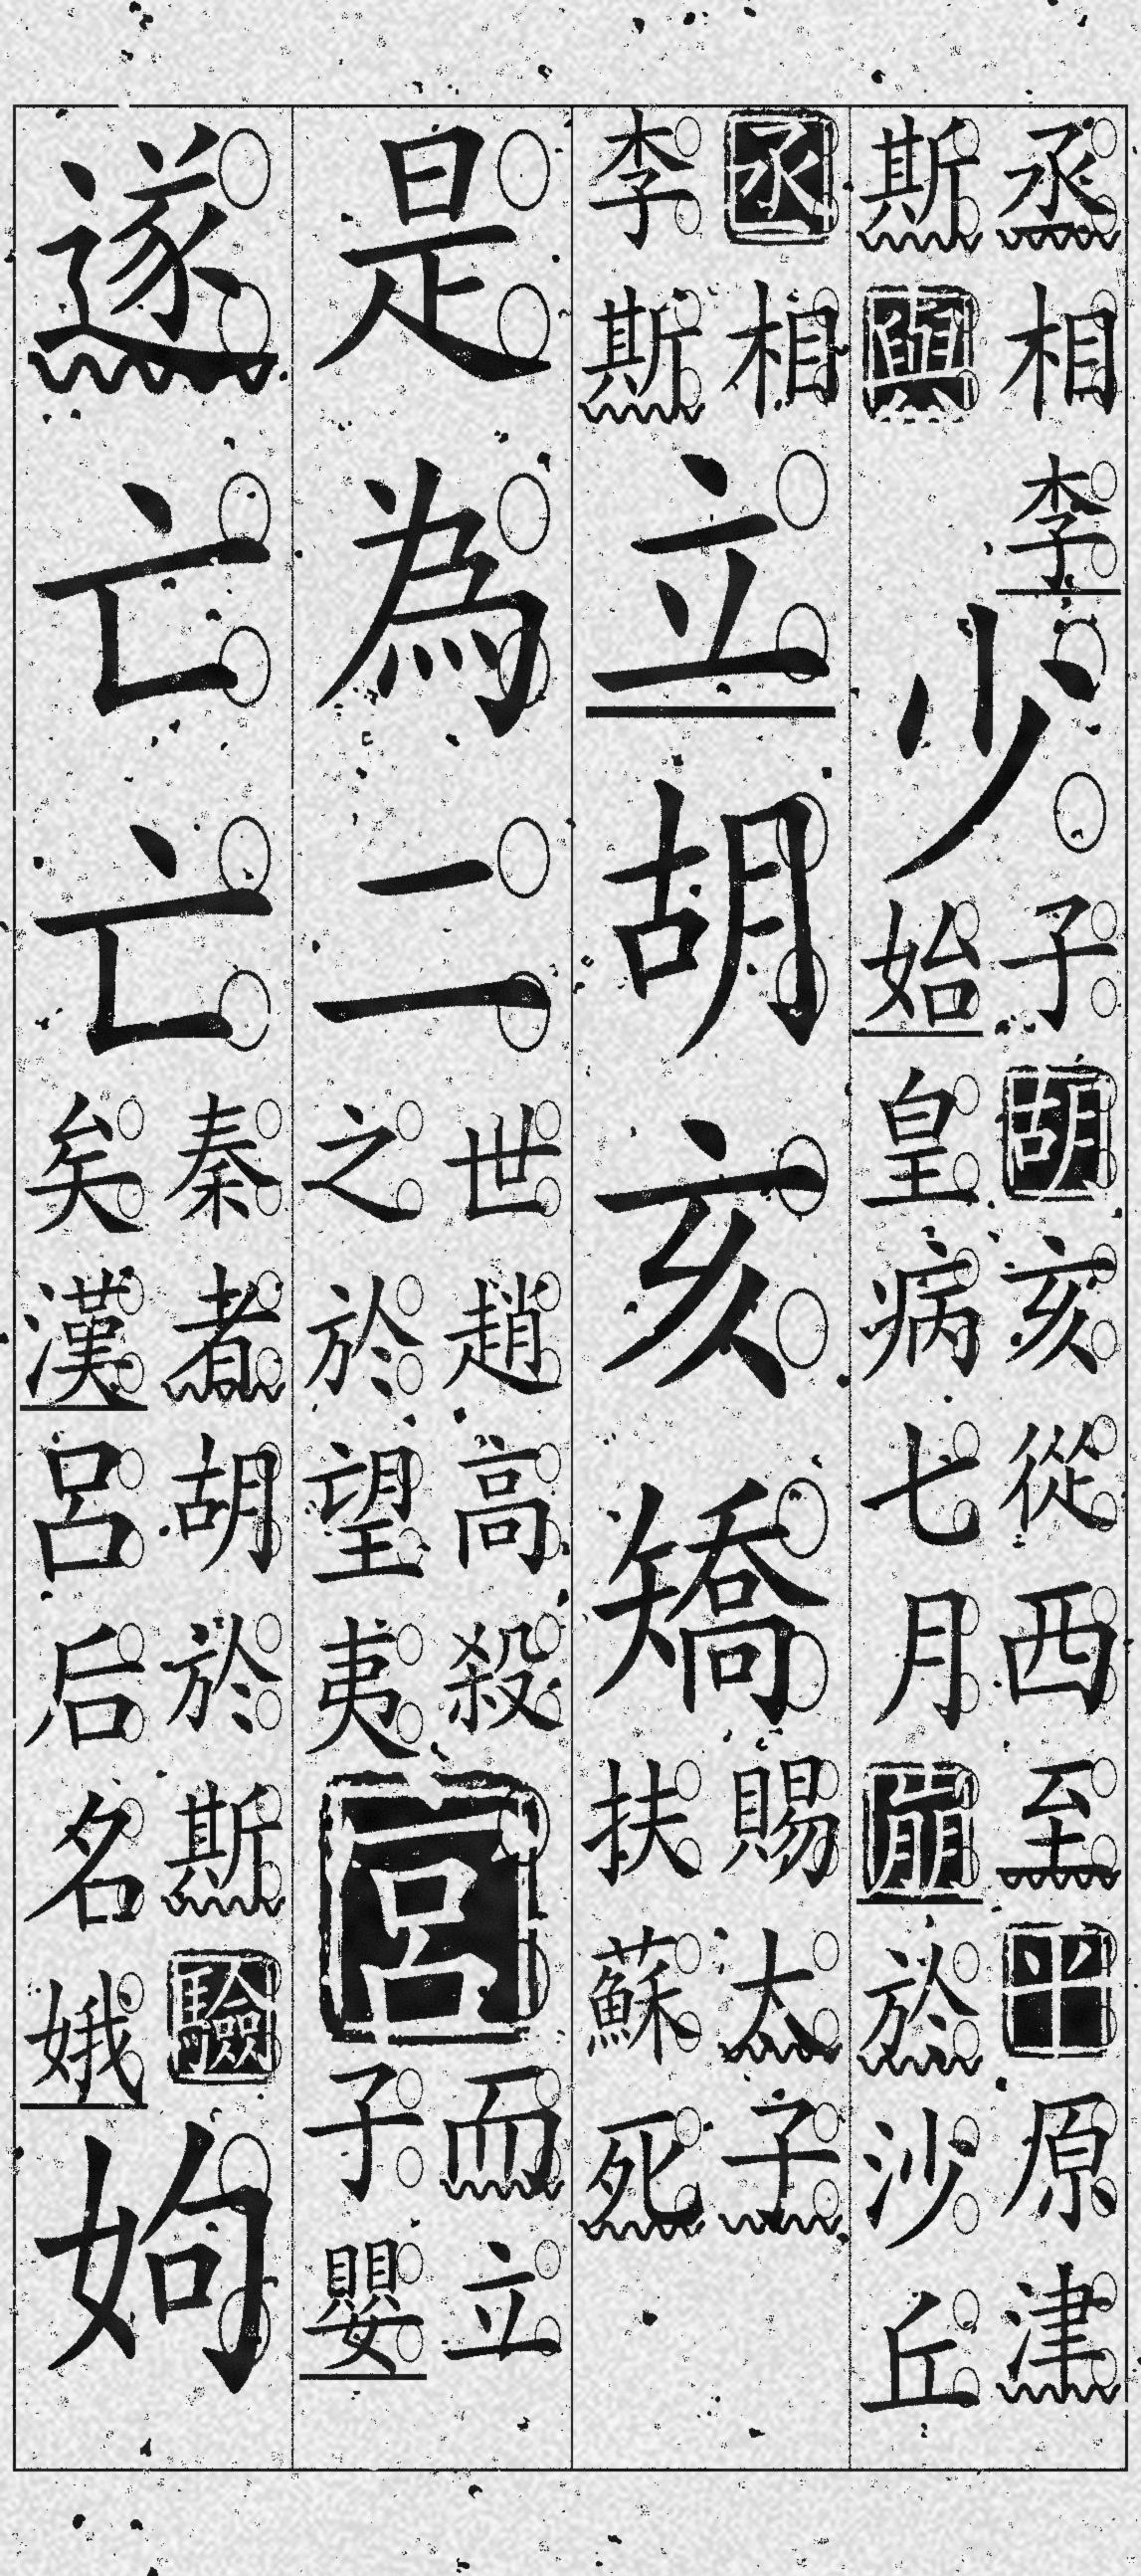 丞相李斯與少子胡亥從西至平原津始皇病七月崩於沙丘
丞相李斯立胡亥矯賜太子扶蘇死
是為二世趙高殺之於望夷宮而立子嬰
遂亡亡秦者胡於斯驗矣漢呂后名娥姁